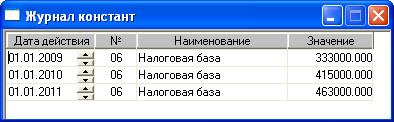 Журнал констант
Дата действия № Наименование Значение
01.01.2009 06 Налоговая база 333000.000
01.01.2010 06 Налоговая база 415000.000
01.01.2011 06 Налоговая база 463000.000